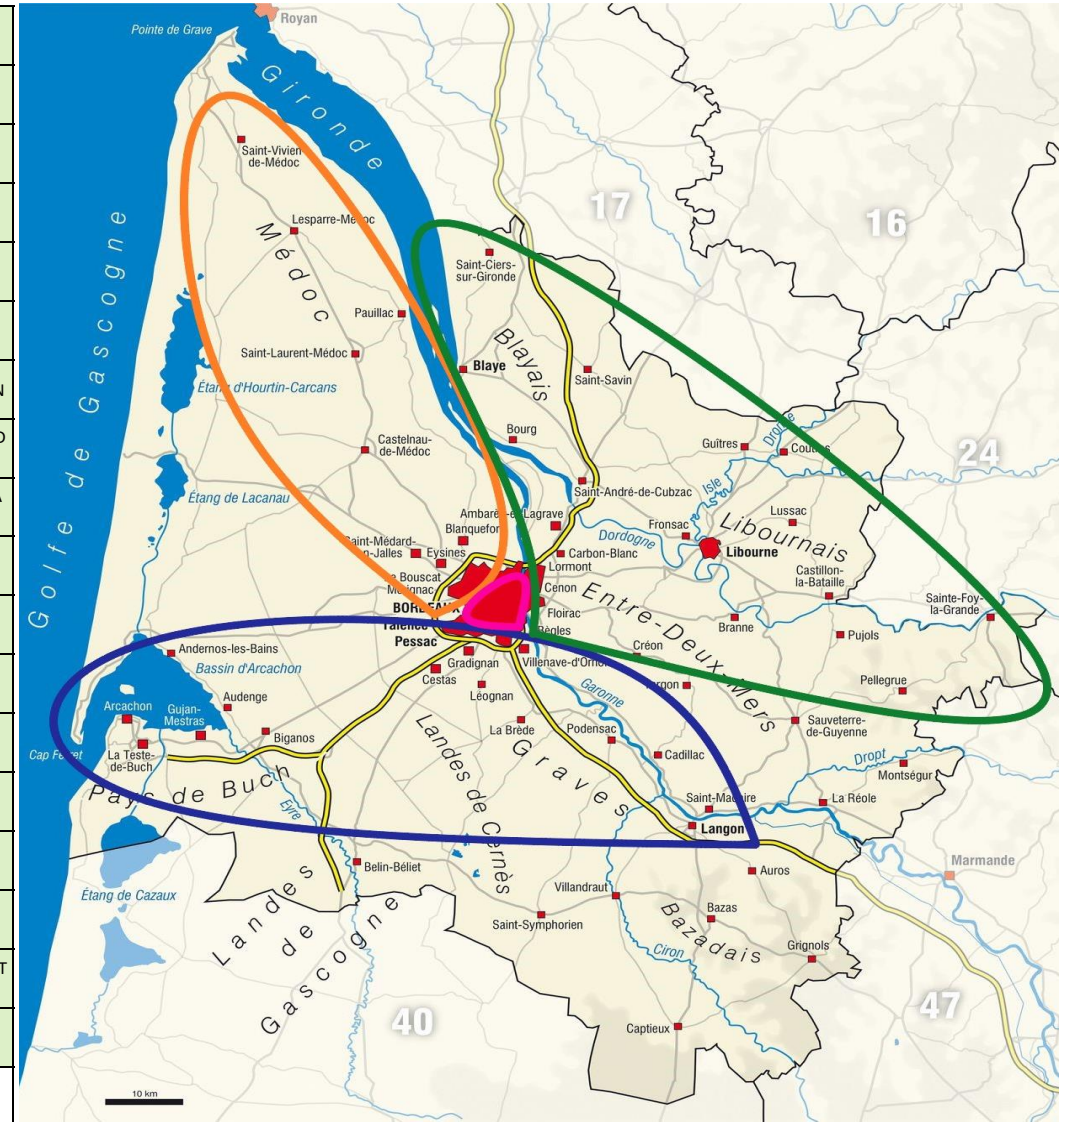 Royan
Pointe de Grave
Gironde
Saint-Vivien
de-Médoc
17
16
Lesparre-Médoc
Médoc
Saint-Ciers-
sur-Gironde
Golfe de Gascogne
Pauillac
Blayais
Saint-Laurent-Médoc
Blaye
Saint-Savin
Étang d'Hourtin-Carcans
N
Bourg
Castelnau-
de-Médoc
Guîtres
Dronne
Coutras
24
D
Étang de Lacanau
Saint-André-de-Cubzac
Isle
A
Lussac
Ambarès-et-Lagrave
Blanquefort
Fronsac
Libournais
Dordogne
Saint-Médard-
en-Jalles
Eysines
Carbon-Blanc
Libourne
Lormont
Castillon-
la-Bataille
Le Bouscat
Mérignac
Cenon
Entre-Deux-Mers
Sainte-Foy-
la-Grande
BORDEAUX
Floirac
Talence
Bègles
Branne
Pujols
Pessac
Créon
Andernos-les-Bains
Gradignan
Villenave-d'Ornon
Bassin d'Arcachon
Cestas
Targon
Pellegrue
Audenge
Léognan
Garonne
Arcachon
Gujan-
Mestras
La Brède
Podensac
Sauveterre-
de-Guyenne
Biganos
Landes de Cernès
Graves
Cap Ferret
La Teste-
de-Buch
Cadillac
Dropt
Montségur
Pays de Buch
Eyre
Saint-Macaire
La Réole
Langon
Belin-Béliet
Auros
Marmande
Étang de Cazaux
Landes
de
Gascogne
Villandraut
Bazas
Saint-Symphorien
Bazadais
Grignols
Ciron
T
40
Captieux
47
10 km